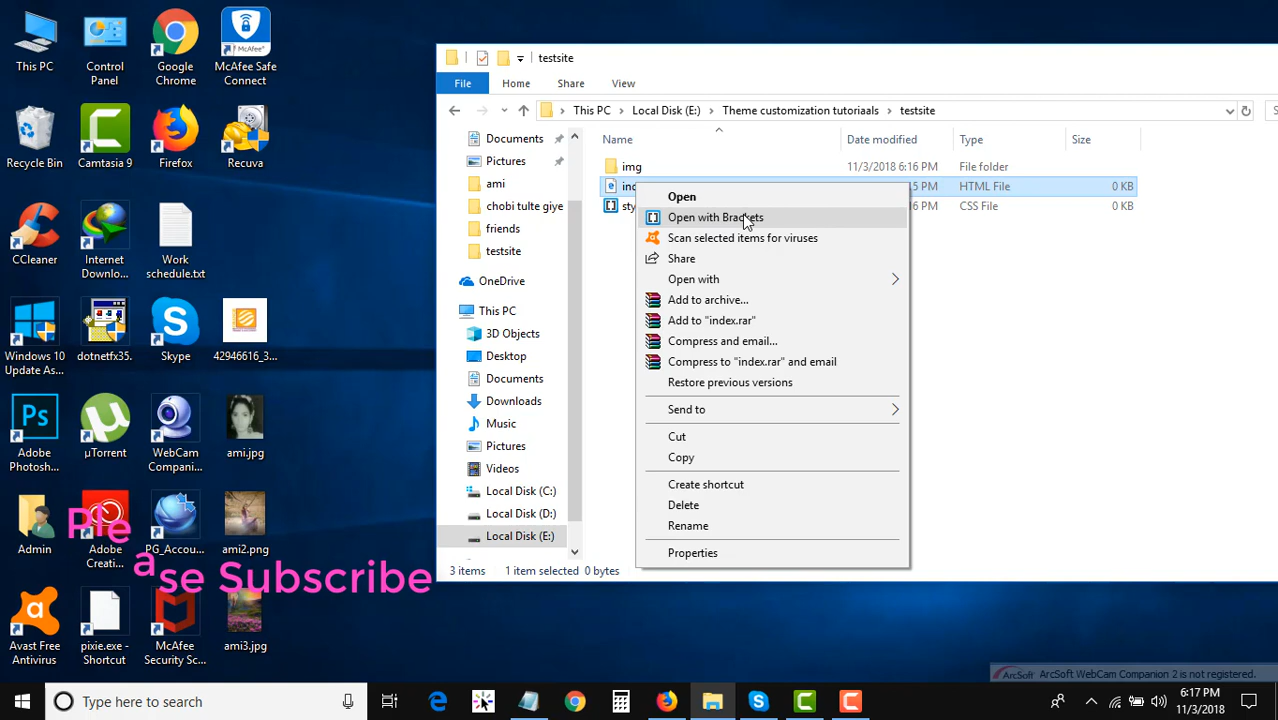 This PC
Control Panel
Google Chrome
McAfee Safe Connect
McAfee
Recycle Bin
Camtasia 9
Firefox
Recuva
CCleaner
Internet Downlo...
Work schedule.txt
Windows 10 Update As...
dotnetfx35.
Skype
42946616_3...
Ps
Adobe Photosh...
µTorrent
WebCam Compani...
ami.jpg
Admin
Adobe Creati...
PG_Accou...
ami2.png
Please Subscribe
Avast Free Antivirus
pixie.exe - Shortcut
McAfee Security Sc...
ami3.jpg
testsite
File Home Share View
This PC Local Disk (E:) Theme customization tutoriaals testsite
Name Date modified Type Size
img 11/3/2018 6:16 PM File folder
5 PM HTML File 0 KB
16 PM CSS File 0 KB
Documents
Pictures
ami
chobi tulte giye
friends
testsite
OneDrive
This PC
3D Objects
Desktop
Documents
Downloads
Music
Pictures
Videos
Local Disk (C:)
Local Disk (D:)
Local Disk (E:)
Open
Open with Brackets
Scan selected items for viruses
Share
Open with
Add to archive...
Add to "index.rar"
Compress and email...
Compress to "index.rar" and email
Restore previous versions
Send to
Cut
Copy
Create shortcut
Delete
Rename
Properties
3 items 1 item selected 0 bytes
ArcSoft ArcSoft WebCam Companion 2 is not registered.
Type here to search
6:17 PM
11/3/2018